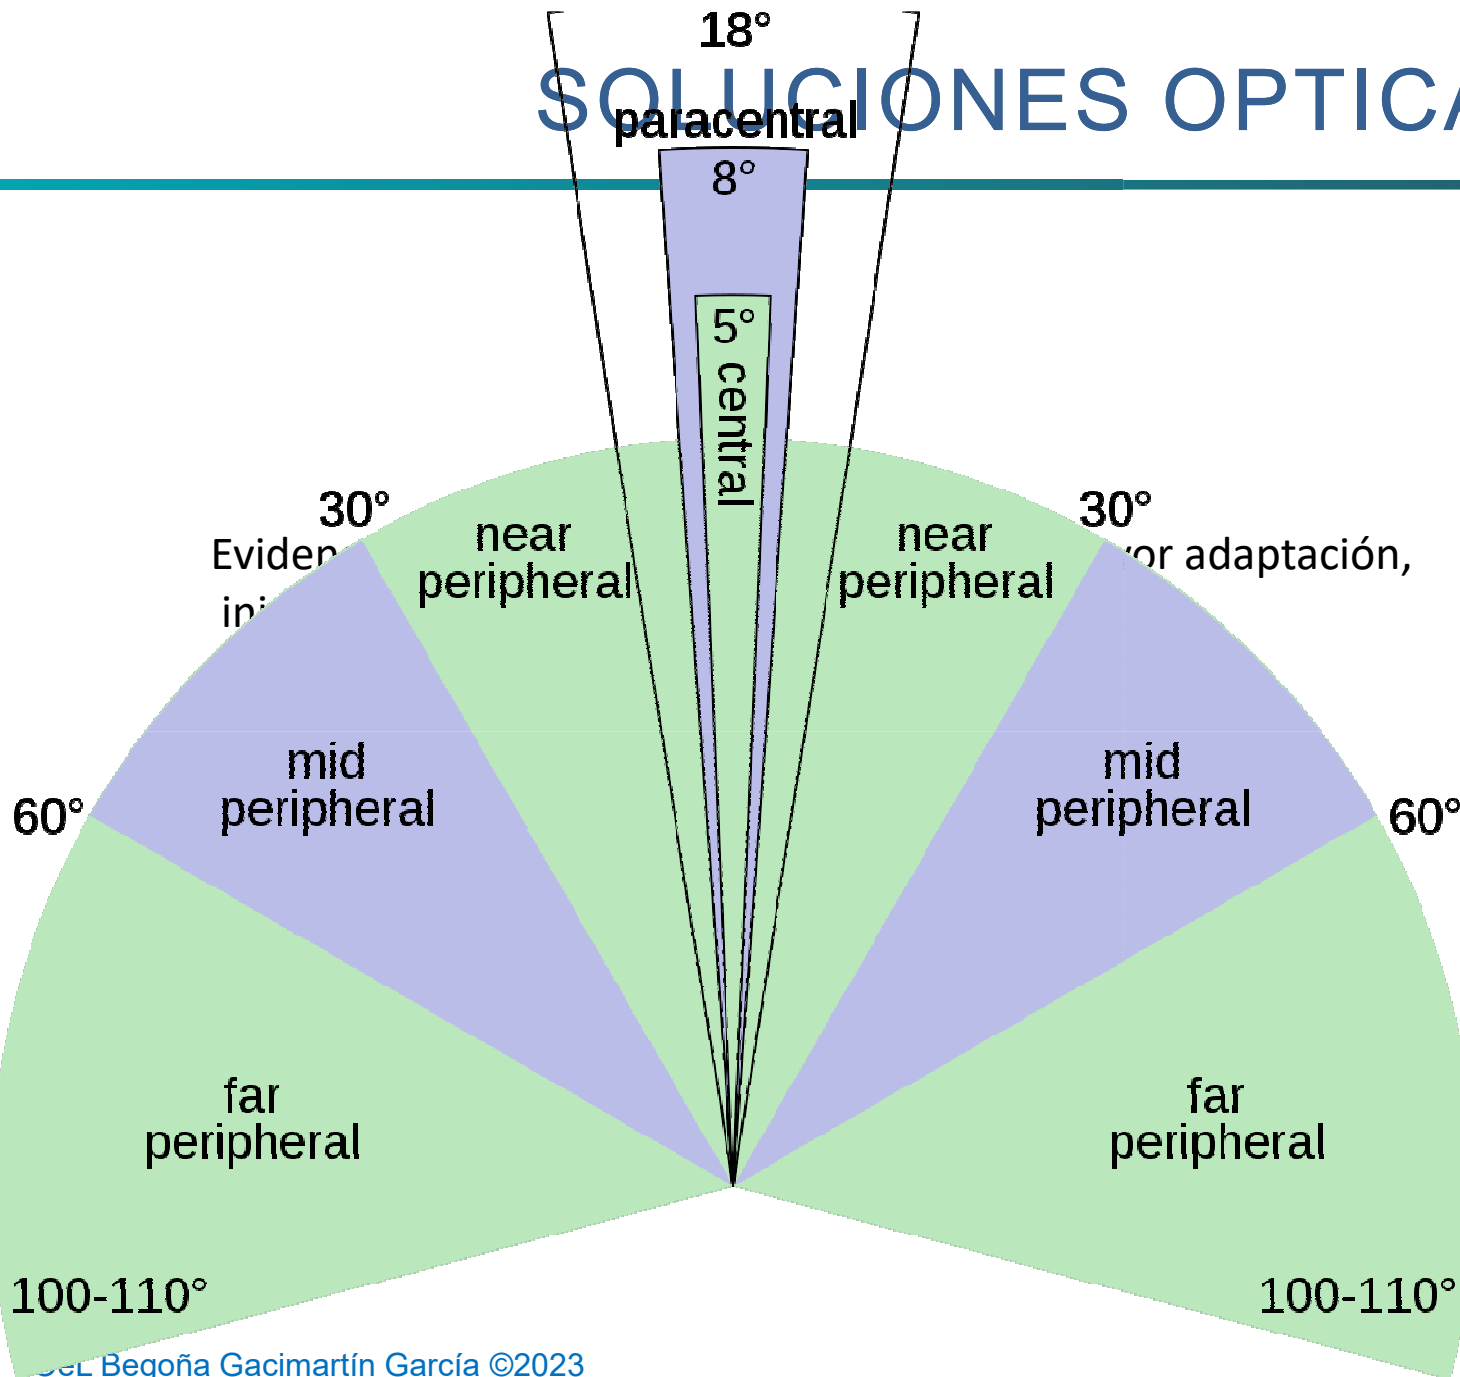 18°
SOLUCIONES OPTICA
paracentral
8°
5° central
30°
30°
near
peripheral
near
peripheral
Eviden
or adaptación,
mid
peripheral
mid
peripheral
60°
60°
far
peripheral
far
peripheral
100-110°
100-110°
Begoña Gacimartín García ©2023